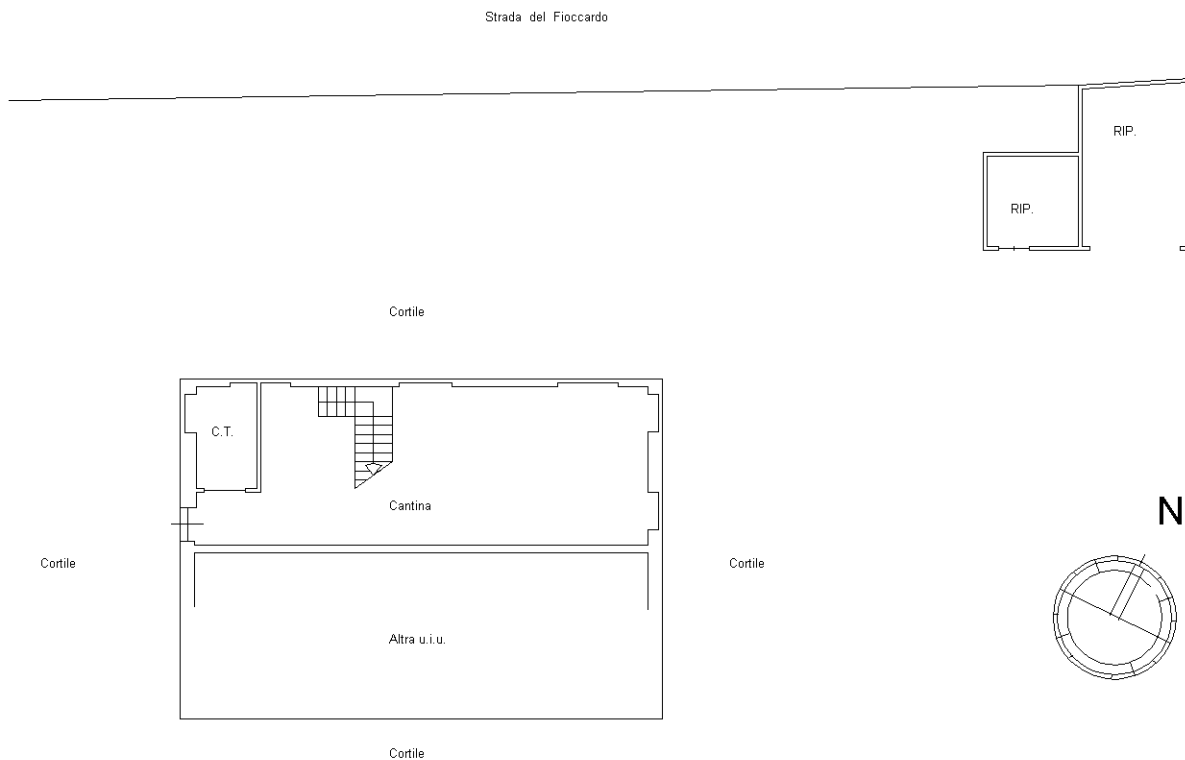 Strada del Fioccardo
RIP.
RIP.
Cortile
C.T.
Cantina
N
Cortile
Cortile
Altra u.i.u.
Cortile